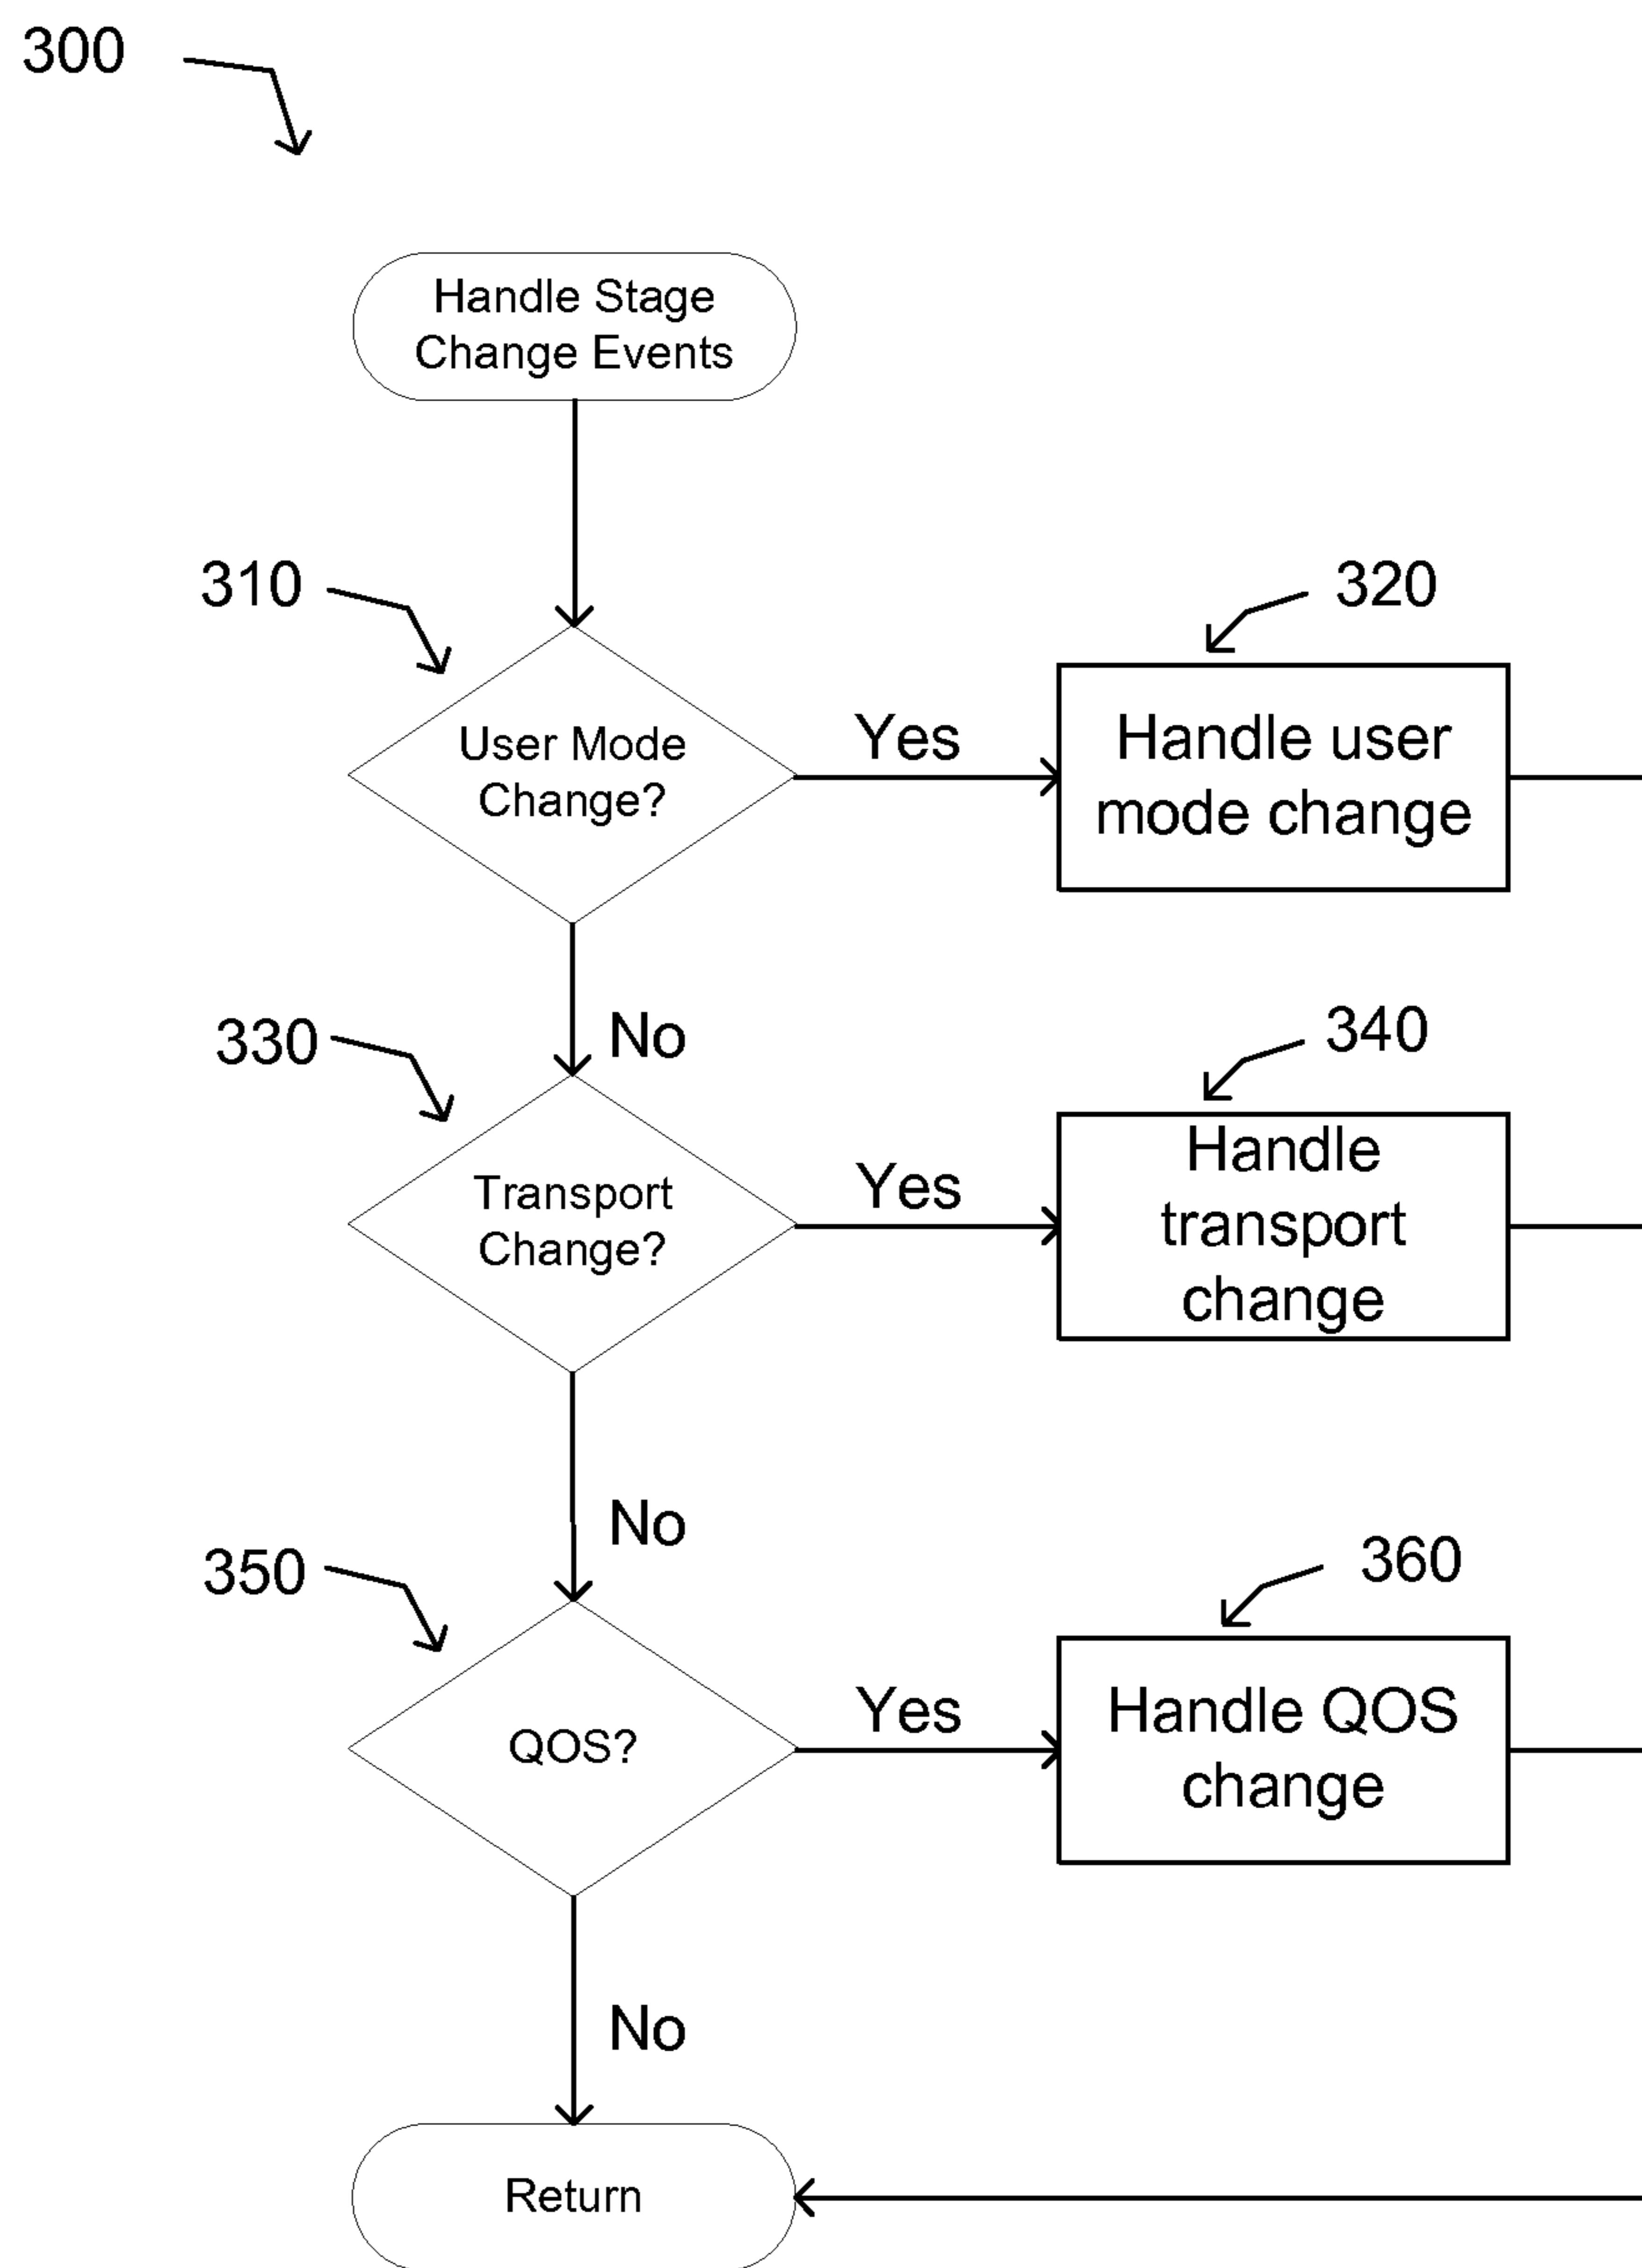 300
Handle Stage
Change Events
310
320
User Mode
Change?
Yes
Handle user
mode change
No
330
340
Transport
Change?
Yes
Handle
transport
change
No
350
360
QOS?
Yes
Handle QOS
change
No
Return